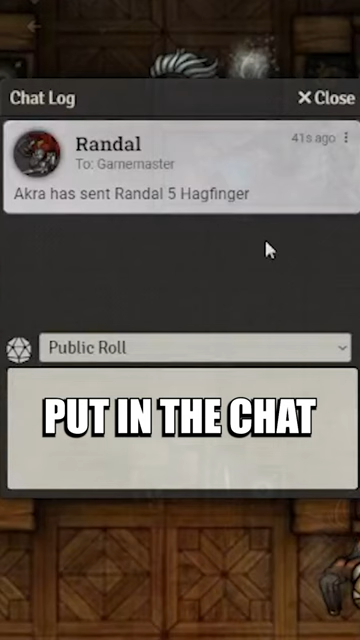 Chat Log
Close
Randal
41s ago
To: Gamemaster
Akra has sent Randal 5 Hagfinger
Public Roll
PUT IN THE CHAT